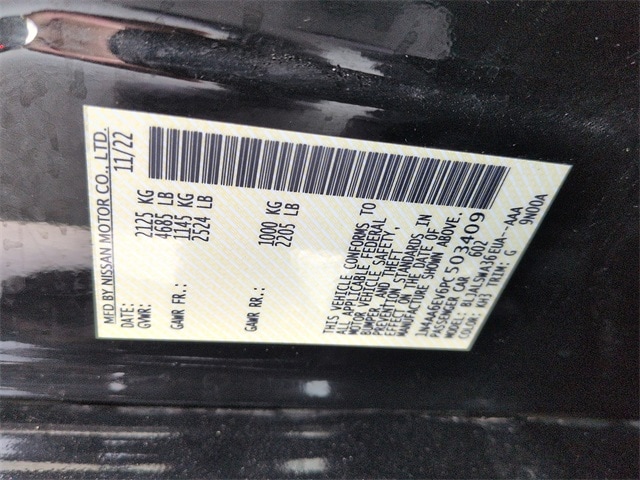 MFD BY NISSAN MOTOR CO., LTD.
DATE: 11/22
GVWR: 2125 KG
4685 LB
GAWR FR.: 1145 KG
2524 LB
GAWR RR.: 1000 KG
2205 LB
THIS VEHICLE CONFORMS TO
ALL APPLICABLE FEDERAL
MOTOR VEHICLE SAFETY,
BUMPER, AND THEFT
PREVENTION STANDARDS IN
EFFECT ON THE DATE OF
MANUFACTURE SHOWN ABOVE.
1N4AA6EV6PC503409
PASSENGER CAR 6D2
MODEL: BLJALSWA36EUA--AAA
COLOR: KH3 TRIM: G 9N00A